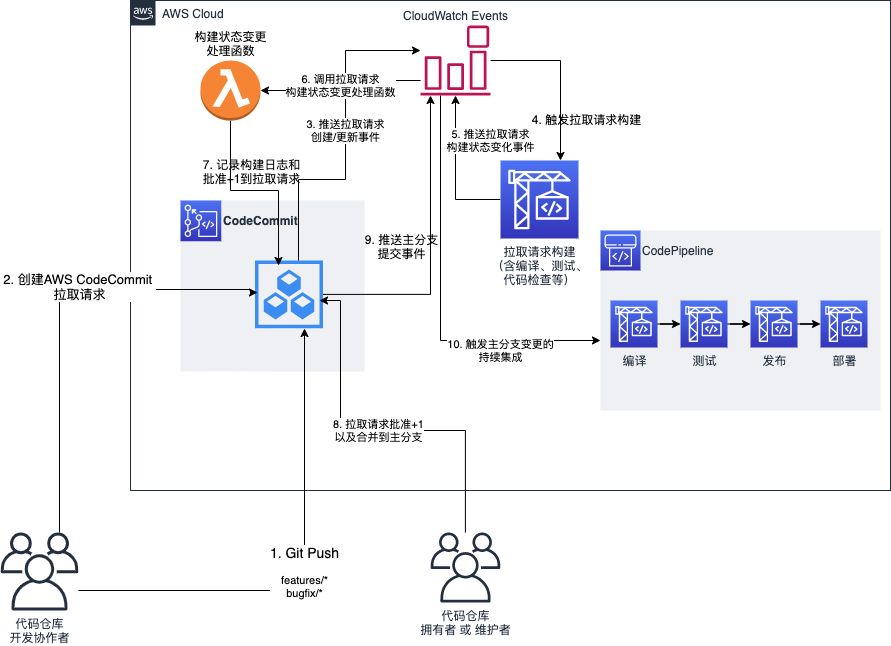 aws
AWS Cloud
CloudWatch Events
构建状态变更
处理函数
6. 调用拉取请求
构建状态变更处理函数
3. 推送拉取请求
创建/更新事件
4. 触发拉取请求构建
5. 推送拉取请求
构建状态变化事件
7. 记录构建日志和
批准+1到拉取请求
CodeCommit
9. 推送主分支
提交事件
拉取请求构建
(含编译、测试、
代码检查等)
CodePipeline
2. 创建AWS CodeCommit
拉取请求
10. 触发主分支变更的
持续集成
编译
测试
发布
部署
8. 拉取请求批准+1
以及合并到主分支
1. Git Push
features/*
bugfix/*
代码仓库
开发协作者
代码仓库
拥有者 或 维护者